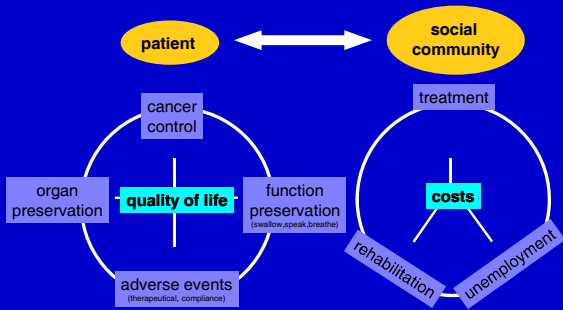 patient
social
community
cancer
control
treatment
organ
preservation
quality of life
function
preservation
(swallow,speak,breathe)
costs
adverse events
(therapeutical, compliance)
rehabilitation
unemployment